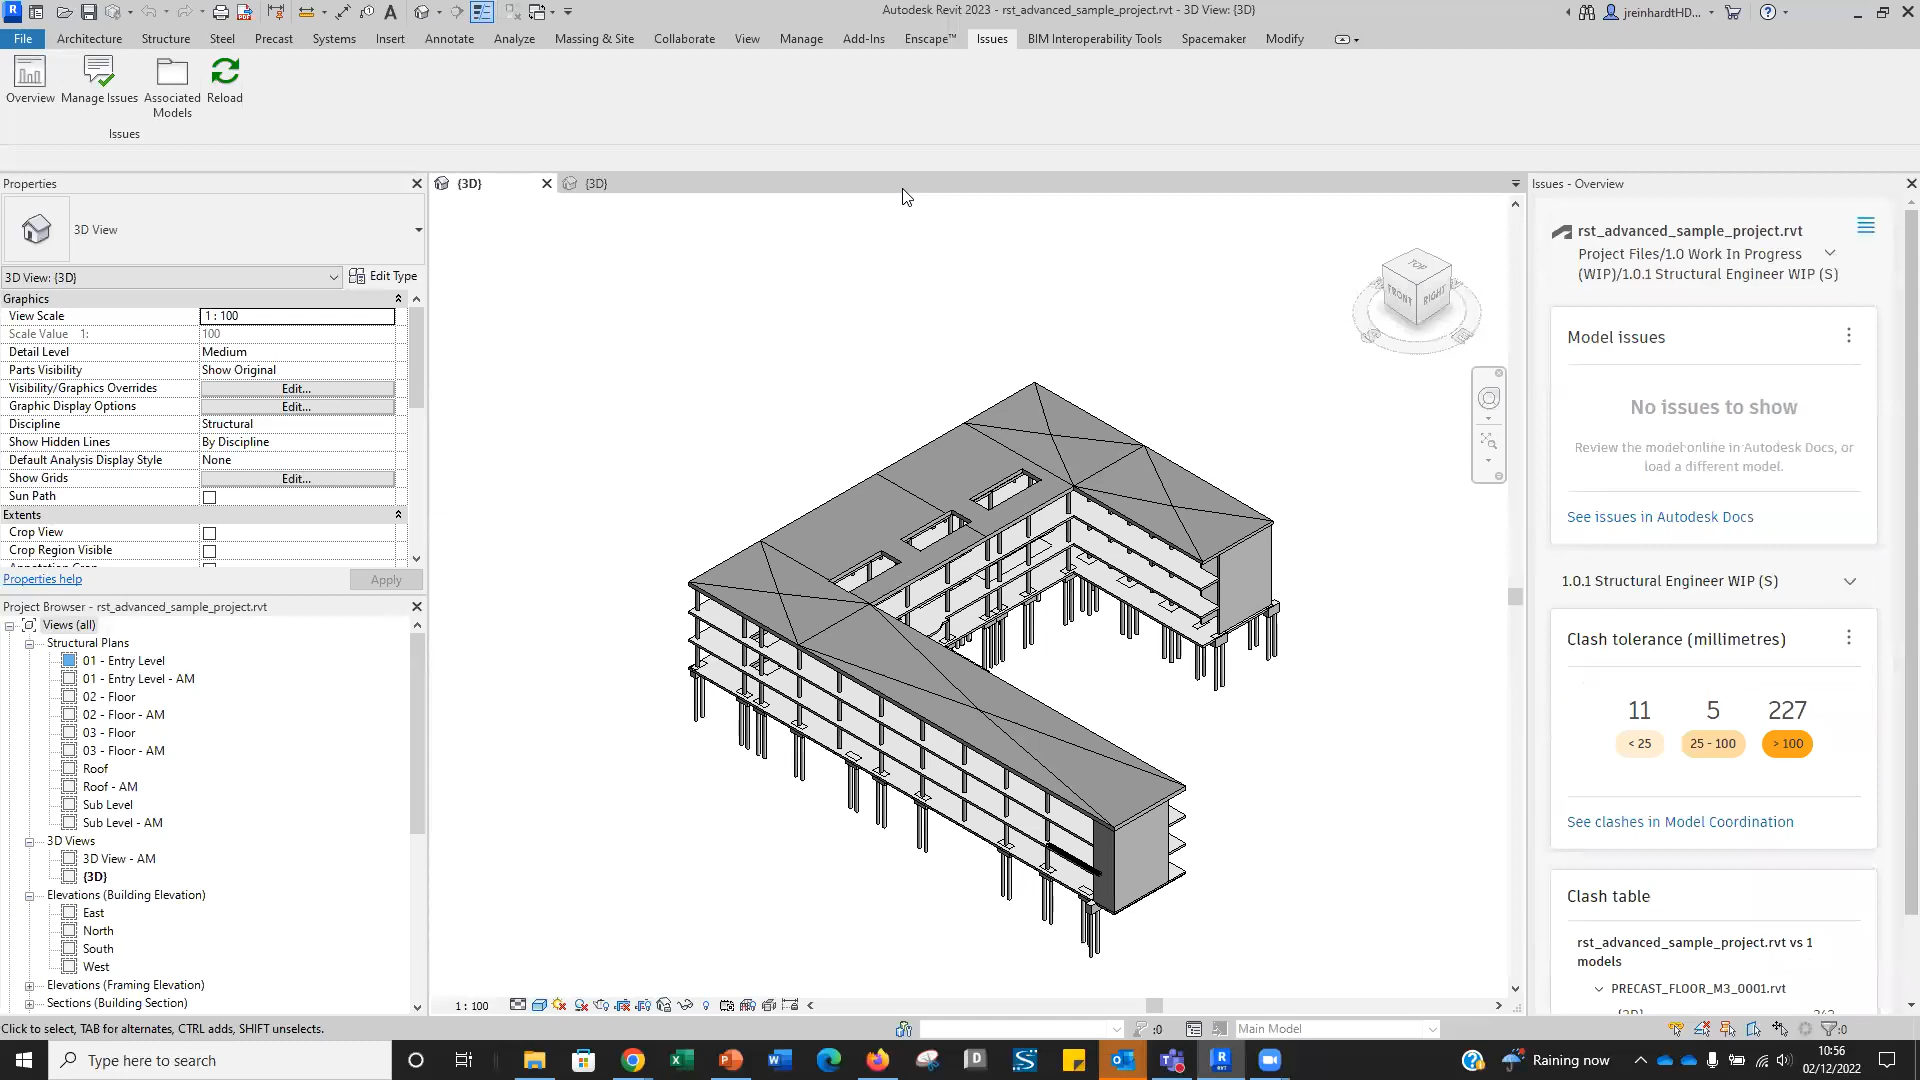 Autodesk Revit 2023 - rst_advanced_sample_project.rvt - 3D View: {3D}
jreinhardtHD...
File Architecture Structure Steel Precast Systems Insert Annotate Analyze Massing & Site Collaborate View Manage Add-Ins Enscape™ Issues BIM Interoperability Tools Spacemaker Modify
Overview Manage Issues Associated Models Reload
Issues
Properties
3D View
3D View: {3D}
Edit Type
Graphics
View Scale 1 : 100
Scale Value 1: 100
Detail Level Medium
Parts Visibility Show Original
Visibility/Graphics Overrides Edit...
Graphic Display Options Edit...
Discipline Structural
Show Hidden Lines By Discipline
Default Analysis Display Style None
Show Grids Edit...
Sun Path
Extents
Crop View
Crop Region Visible
Properties help
Apply
Project Browser - rst_advanced_sample_project.rvt
Views (all)
Structural Plans
01 - Entry Level
01 - Entry Level - AM
02 - Floor
02 - Floor - AM
03 - Floor
03 - Floor - AM
Roof
Roof - AM
Sub Level
Sub Level - AM
3D Views
3D View - AM
{3D}
Elevations (Building Elevation)
East
North
South
West
Elevations (Framing Elevation)
Sections (Building Section)
{3D}
{3D}
TOP
FRONT
RIGHT
1 : 100
Issues - Overview
rst_advanced_sample_project.rvt
Project Files/1.0 Work In Progress
(WIP)/1.0.1 Structural Engineer WIP (S)
Model issues
No issues to show
Review the model online in Autodesk Docs, or
load a different model.
See issues in Autodesk Docs
1.0.1 Structural Engineer WIP (S)
Clash tolerance (millimetres)
11 5 227
< 25 25 - 100 > 100
See clashes in Model Coordination
Clash table
rst_advanced_sample_project.rvt vs 1
models
PRECAST_FLOOR_M3_0001.rvt
Click to select, TAB for alternates, CTRL adds, SHIFT unselects.
:0
Main Model
:0
Type here to search
Raining now
10:56
02/12/2022